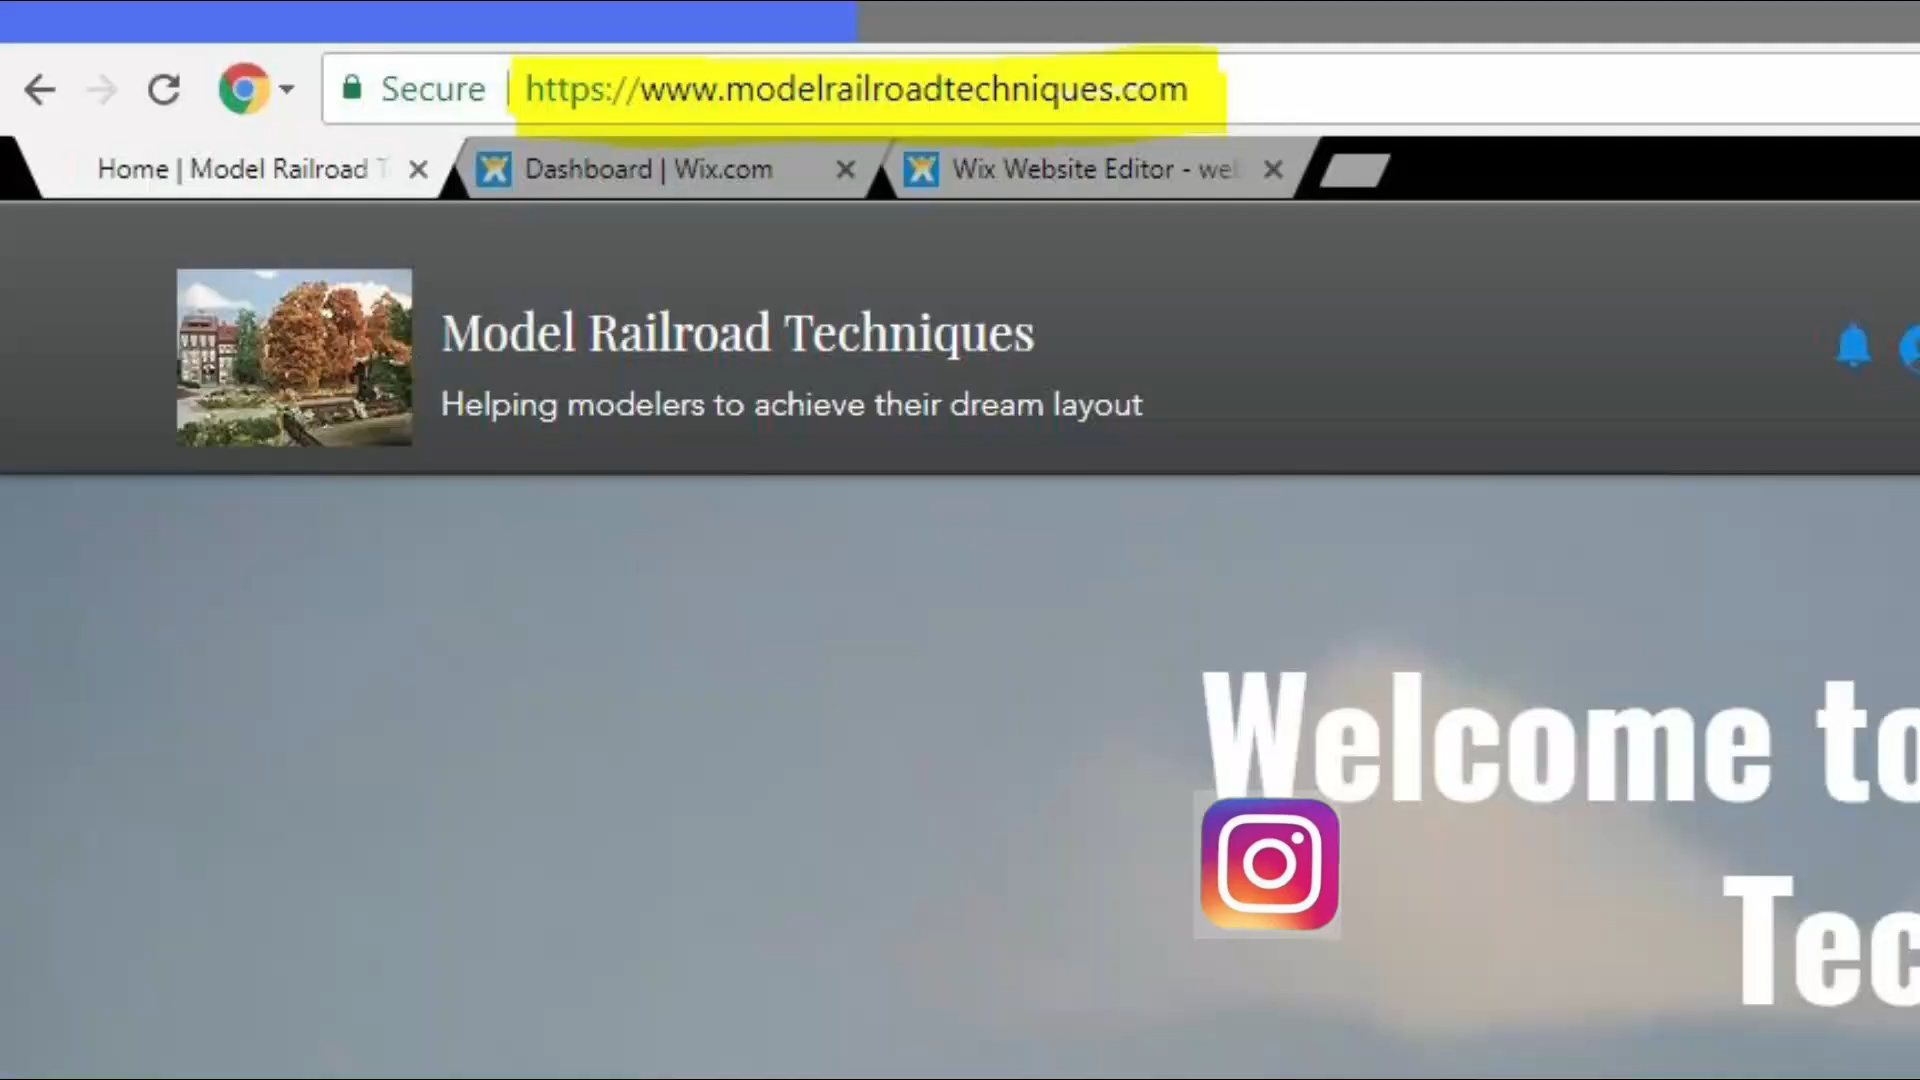 Secure | https://www.modelrailroadtechniques.com
Home | Model Railroad T
Dashboard | Wix.com
Wix Website Editor - we
Model Railroad Techniques
Helping modelers to achieve their dream layout
Welcome to
Tec